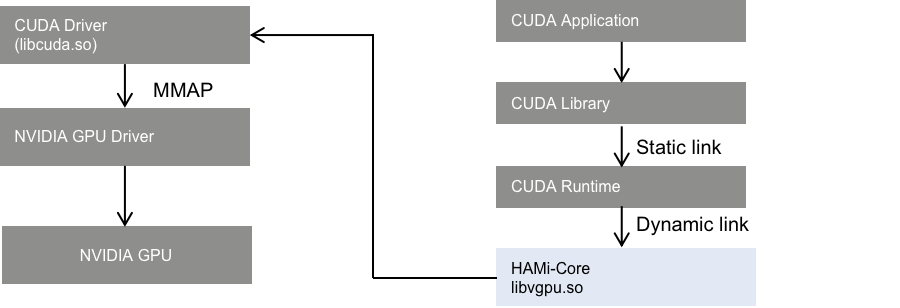 CUDA Driver
(libcuda.so)
MMAP
NVIDIA GPU Driver
NVIDIA GPU
CUDA Application
CUDA Library
Static link
CUDA Runtime
Dynamic link
HAMi-Core
libvgpu.so